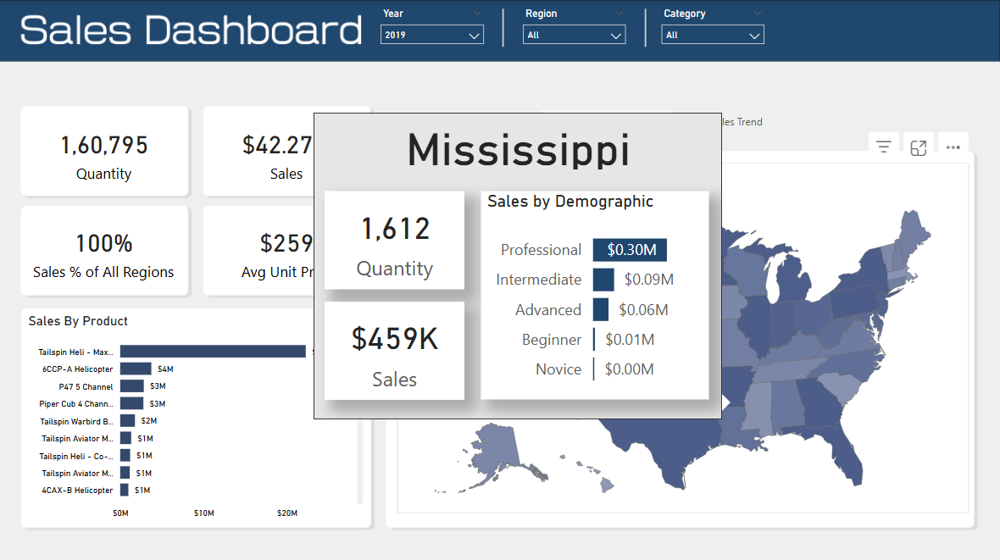 Sales Dashboard
Year
2019
Region
All
Category
All
1,60,795
Quantity
$42.27
Sales
100%
Sales % of All Regions
$259
Avg Unit Pr
les Trend
Mississippi
1,612
Quantity
$459K
Sales
Sales by Demographic
Professional $0.30M
Intermediate $0.09M
Advanced $0.06M
Beginner $0.01M
Novice $0.00M
Sales By Product
Tailspin Heli - Max...
6CCP-A Helicopter $4M
P47 5 Channel $3M
Piper Cub 4 Chann... $3M
Tailspin Warbird B... $2M
Tailspin Aviator M... $1M
Tailspin Heli - Co-... $1M
Tailspin Aviator M... $1M
4CAX-B Helicopter $1M
$0M $10M $20M